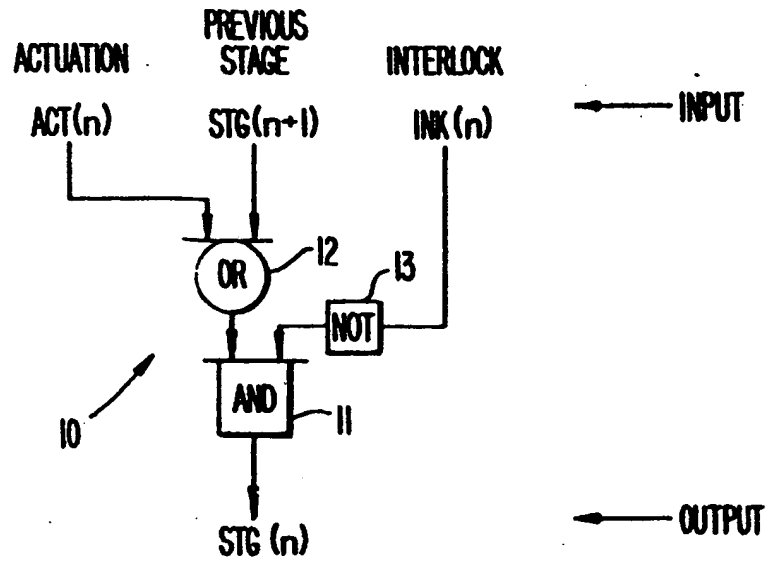 ACTUATION
PREVIOUS
STAGE
INTERLOCK
ACT(n)
STG(n+1)
INK(n)
INPUT
OR
12
13
NOT
AND
11
10
STG (n)
OUTPUT